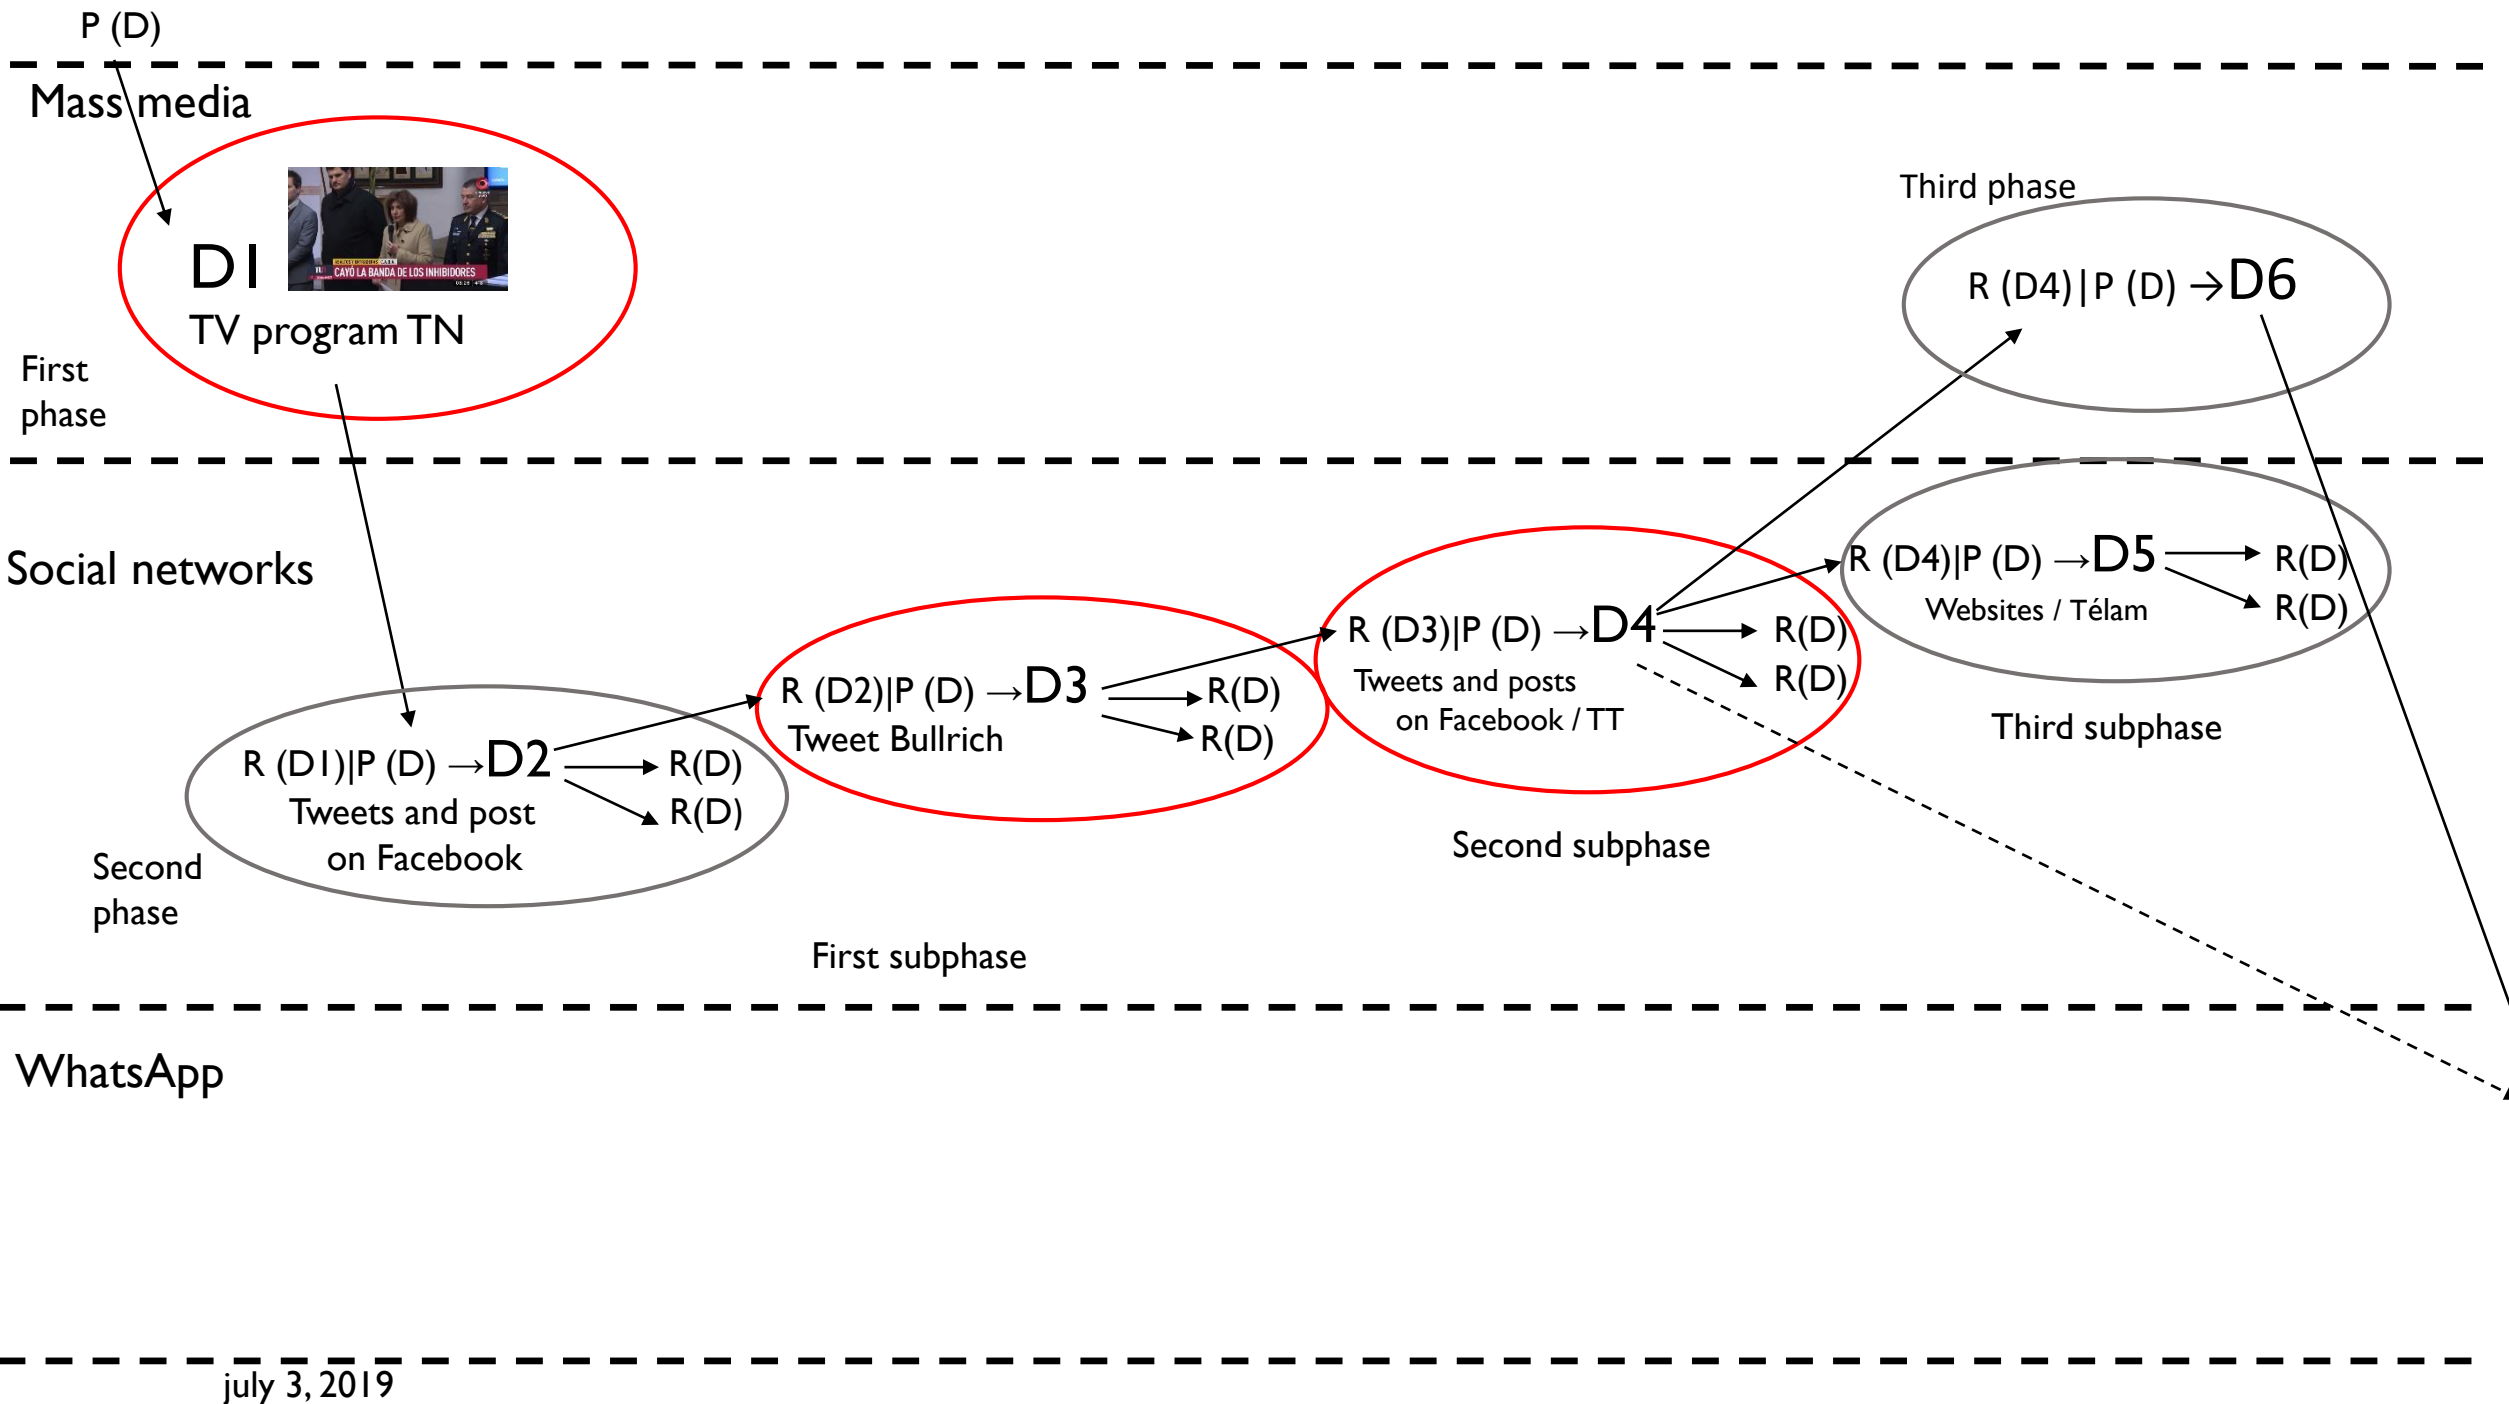 P (D)
Mass media
CAYÓ LA BANDA DE LOS INHIBIDORES
D1
TV program TN
First
phase
Third phase
R (D4)|P (D) →D6
Social networks
R (D4)|P (D) →D5 R(D)
R(D)
Websites / Télam
Third subphase
R (D3)|P (D) →D4 R(D)
R(D)
Tweets and posts
on Facebook / TT
Second subphase
R (D2)|P (D) →D3 R(D)
R(D)
Tweet Bullrich
First subphase
R (D1)|P (D) →D2 R(D)
R(D)
Tweets and post
on Facebook
Second
phase
WhatsApp
july 3, 2019